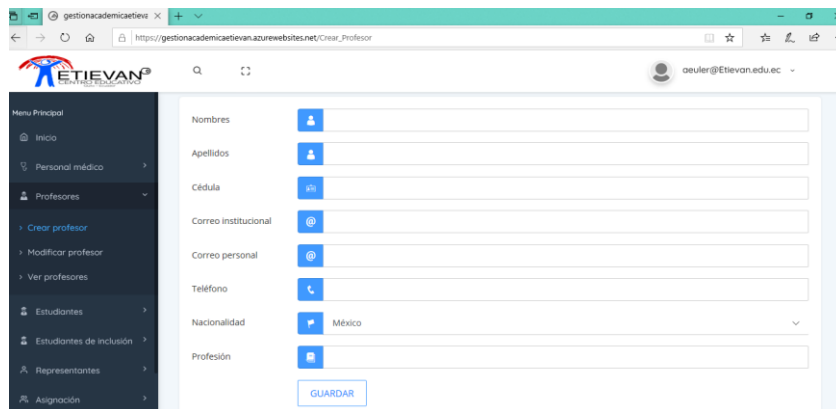 gestionacademicaetieva
https://gestionacademicaetievan.azurewebsites.net/Crear_Profesor
ETIEVAN
CENTRO EDUCATIVO
aeuler@Etievan.edu.ec
Menu Principal
Inicio
Personal médico
Profesores
Crear profesor
Modificar profesor
Ver profesores
Estudiantes
Estudiantes de inclusión
Representantes
Asignación
Nombres
Apellidos
Cédula
Correo institucional
Correo personal
Teléfono
Nacionalidad
México
Profesión
GUARDAR